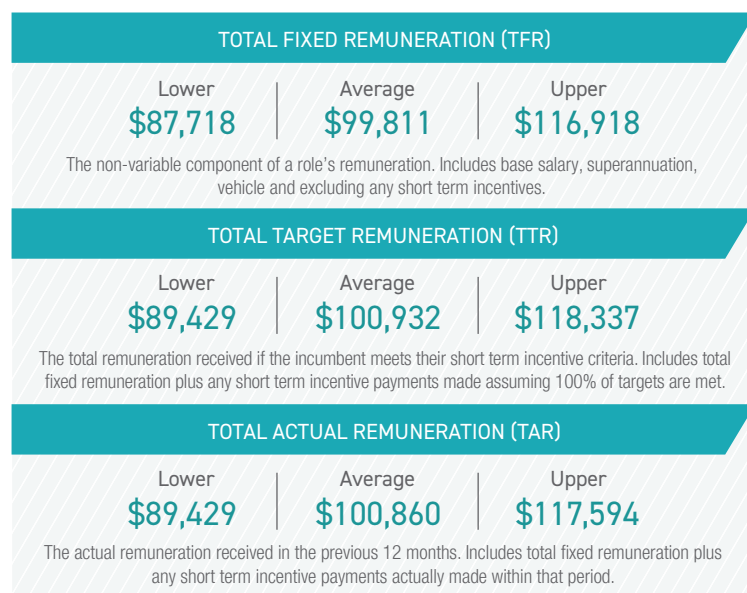 TOTAL FIXED REMUNERATION (TFR)
Lower Average Upper
$87,718 $99,811 $116,918
The non-variable component of a role's remuneration. Includes base salary, superannuation,
vehicle and excluding any short term incentives.
TOTAL TARGET REMUNERATION (TTR)
Lower Average Upper
$89,429 $100,932 $118,337
The total remuneration received if the incumbent meets their short term incentive criteria. Includes total
fixed remuneration plus any short term incentive payments made assuming 100% of targets are met.
TOTAL ACTUAL REMUNERATION (TAR)
Lower Average Upper
$89,429 $100,860 $117,594
The actual remuneration received in the previous 12 months. Includes total fixed remuneration plus
any short term incentive payments actually made within that period.